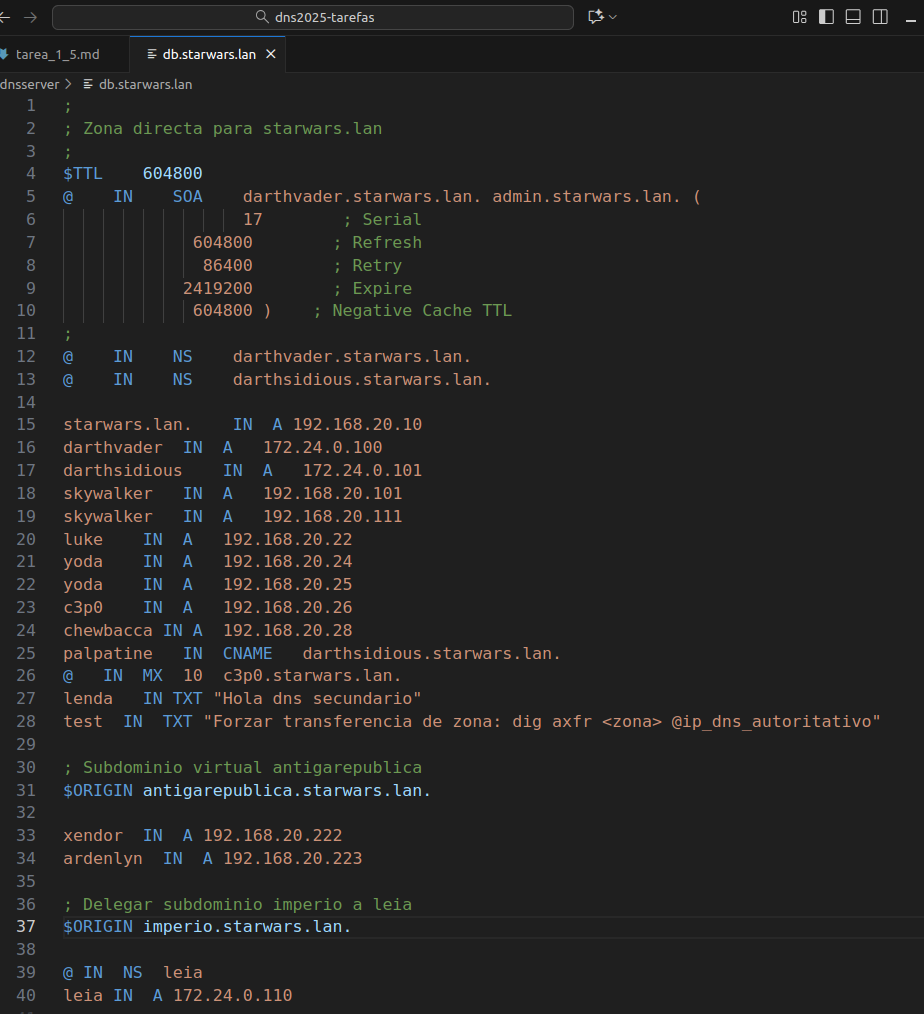 dns2025-tarefas
tarea_1_5.md
db.starwars.lan
dnsserver > db.starwars.lan
1 ;
2 ; Zona directa para starwars.lan
3 ;
4 $TTL 604800
5 @ IN SOA darthvader.starwars.lan. admin.starwars.lan. (
6 17 ; Serial
7 604800 ; Refresh
8 86400 ; Retry
9 2419200 ; Expire
10 604800 ) ; Negative Cache TTL
11 ;
12 @ IN NS darthvader.starwars.lan.
13 @ IN NS darthsidious.starwars.lan.
14
15 starwars.lan. IN A 192.168.20.10
16 darthvader IN A 172.24.0.100
17 darthsidious IN A 172.24.0.101
18 skywalker IN A 192.168.20.101
19 skywalker IN A 192.168.20.111
20 luke IN A 192.168.20.22
21 yoda IN A 192.168.20.24
22 yoda IN A 192.168.20.25
23 c3p0 IN A 192.168.20.26
24 chewbacca IN A 192.168.20.28
25 palpatine IN CNAME darthsidious.starwars.lan.
26 @ IN MX 10 c3p0.starwars.lan.
27 lenda IN TXT "Hola dns secundario"
28 test IN TXT "Forzar transferencia de zona: dig axfr <zona> @ip_dns_autoritativo"
29
30 ; Subdominio virtual antigarepublica
31 $ORIGIN antigarepublica.starwars.lan.
32
33 xendor IN A 192.168.20.222
34 ardenlyn IN A 192.168.20.223
35
36 ; Delegar subdominio imperio a leia
37 $ORIGIN imperio.starwars.lan.
38
39 @ IN NS leia
40 leia IN A 172.24.0.110